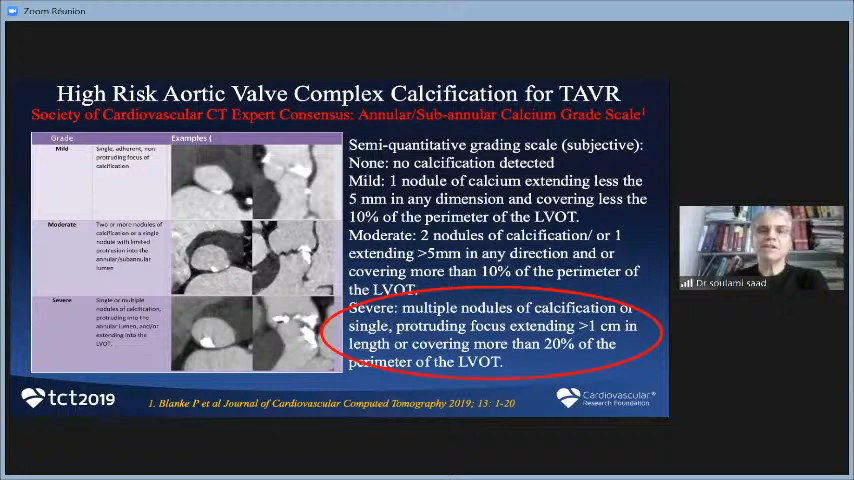 Zoom Réunion
High Risk Aortic Valve Complex Calcification for TAVR
Society of Cardiovascular CT Expert Consensus: Annular/Sub-annular Calcium Grade Scale1
Grade
Examples (
Mild
Single, adherent, non
protruding focus of
calcification
Moderate
Two or more nodules of
calcification or a single
nodule with limited
protrusion into the
annular/subannular
lumen
Severe
Single or multiple
nodules of calcification,
protruding into the
annular lumen, and/or
extending into the
LVOT.
Semi-quantitative grading scale (subjective):
None: no calcification detected
Mild: 1 nodule of calcium extending less the
5 mm in any dimension and covering less the
10% of the perimeter of the LVOT.
Moderate: 2 nodules of calcification/ or 1
extending >5mm in any direction and or
covering more than 10% of the perimeter of
the LVOT.
Severe: multiple nodules of calcification or
single, protruding focus extending >1 cm in
length or covering more than 20% of the
perimeter of the LVOT.
tct2019
1. Blanke P et al Journal of Cardiovascular Computed Tomography 2019; 13: 1-20
Cardiovascular®
Research Foundation™
Dr soulami saad